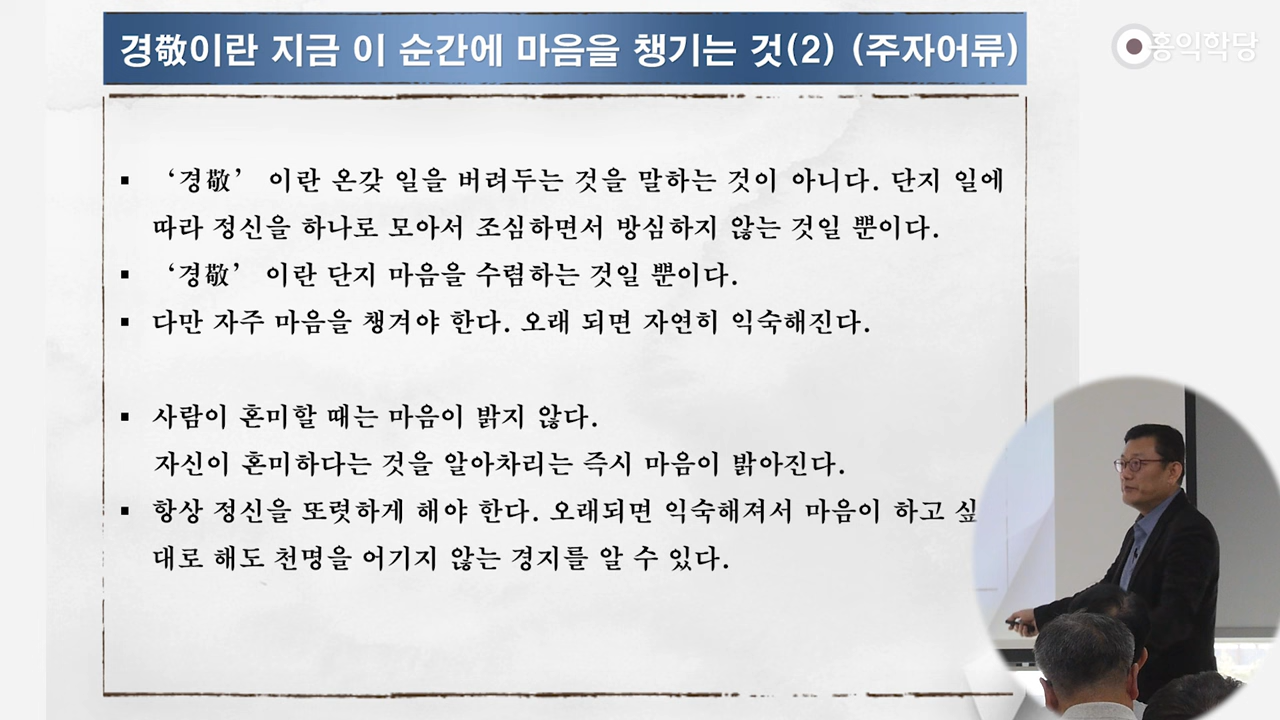 경敬이란 지금 이 순간에 마음을 챙기는 것(2) (주자어류)
홍익학당
▪ ‘경敬’ 이란 온갖 일을 버려두는 것을 말하는 것이 아니다. 단지 일에
따라 정신을 하나로 모아서 조심하면서 방심하지 않는 것일 뿐이다.
▪ ‘경敬’ 이란 단지 마음을 수렴하는 것일 뿐이다.
▪ 다만 자주 마음을 챙겨야 한다. 오래 되면 자연히 익숙해진다.
▪ 사람이 혼미할 때는 마음이 밝지 않다.
자신이 혼미하다는 것을 알아차리는 즉시 마음이 밝아진다.
▪ 항상 정신을 또렷하게 해야 한다. 오래되면 익숙해져서 마음이 하고 싶
대로 해도 천명을 어기지 않는 경지를 알 수 있다.